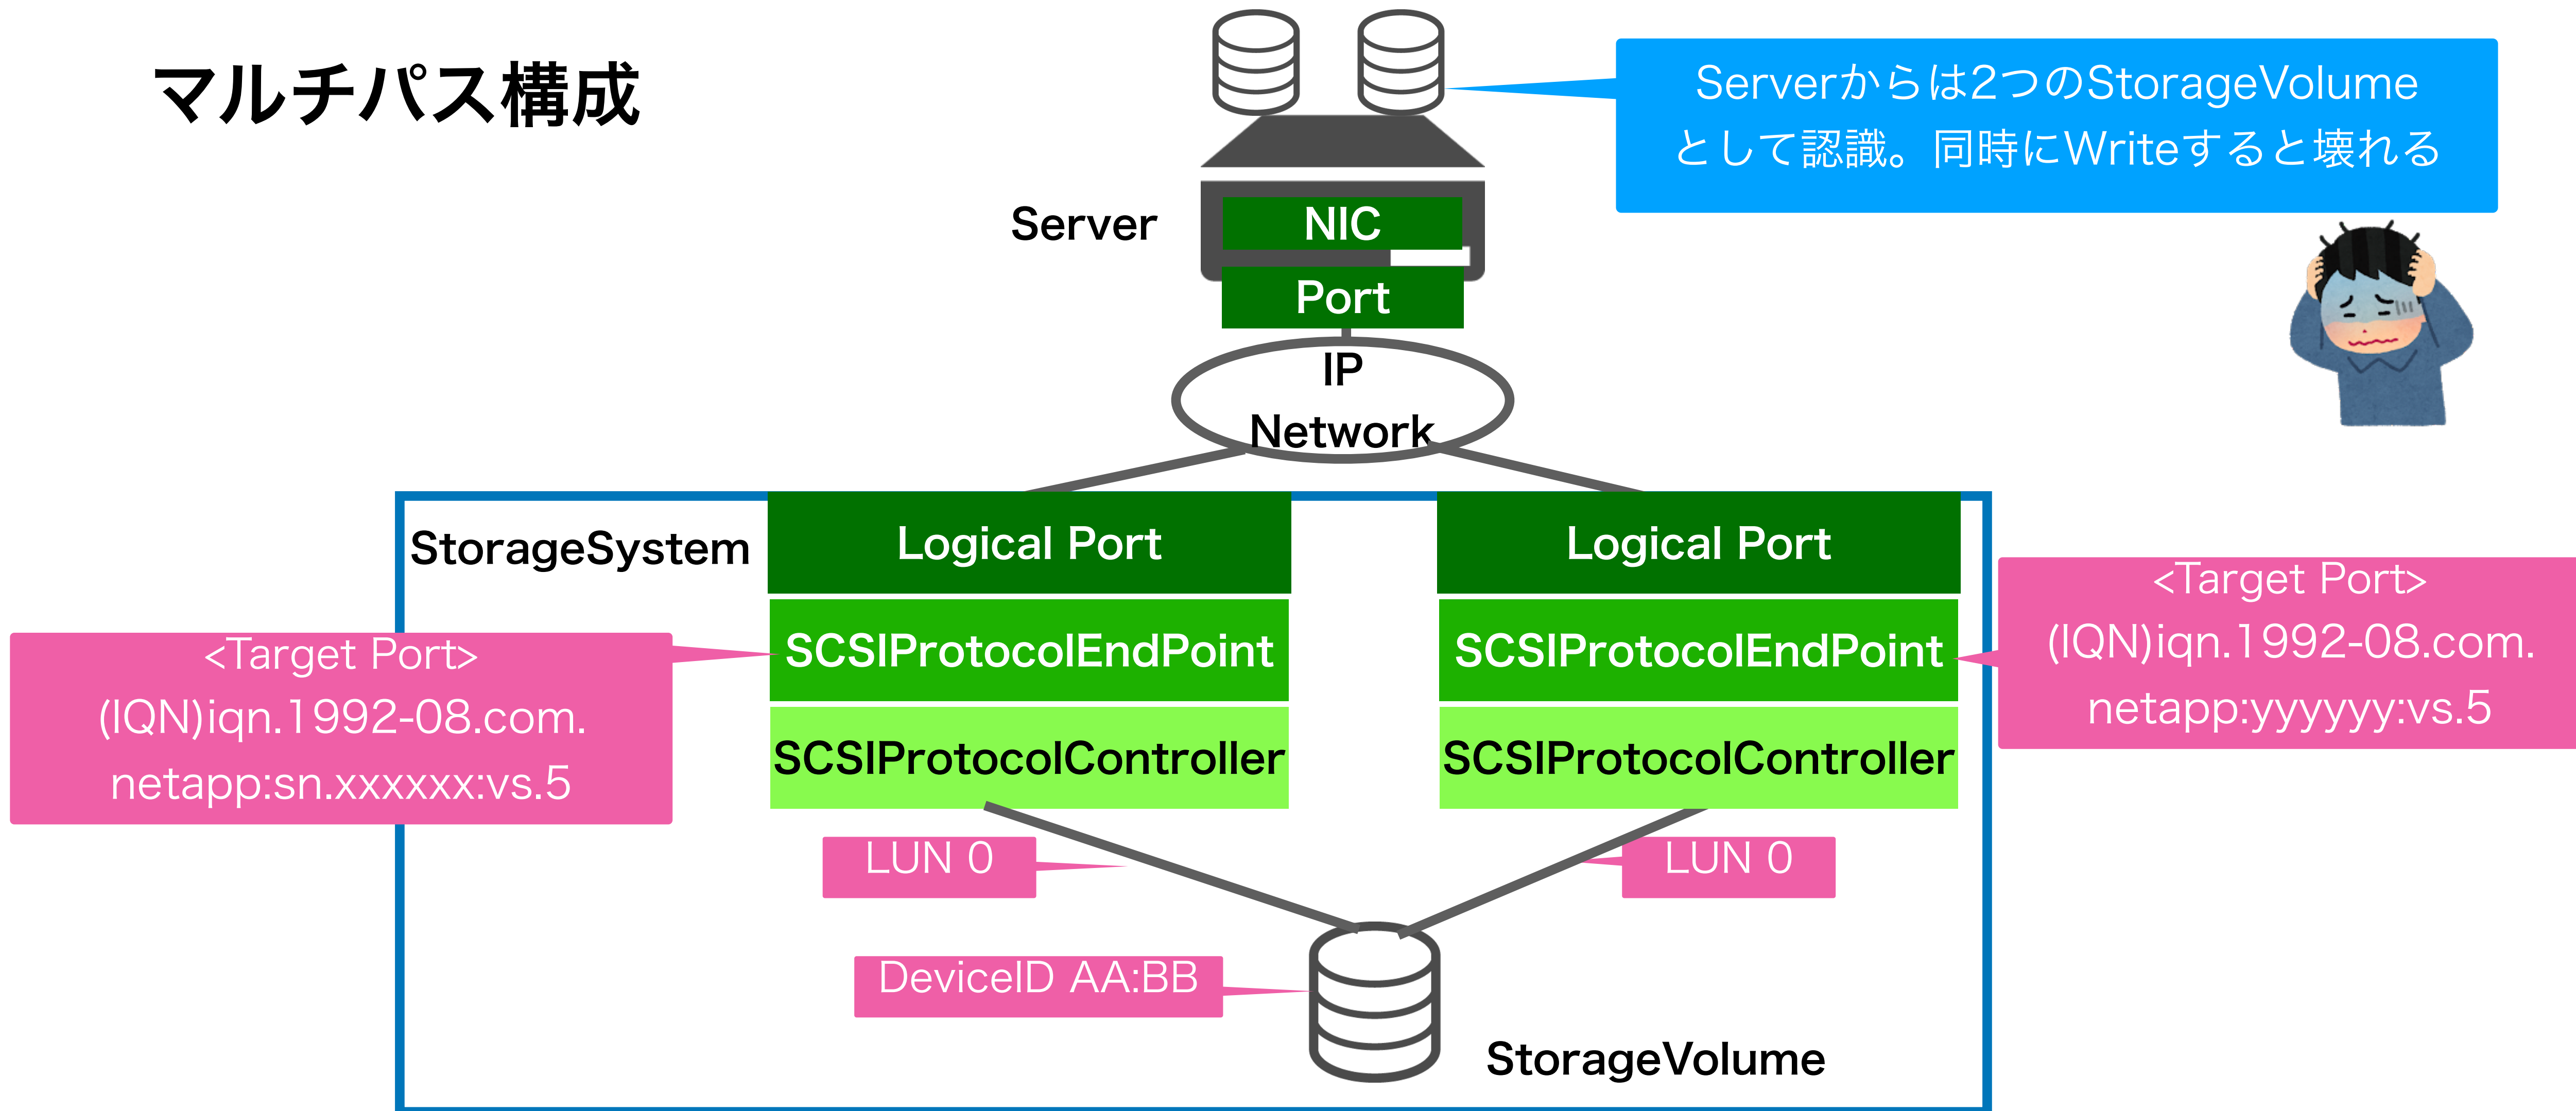 マルチパス構成
Serverからは2つのStorageVolume
として認識。同時にWriteすると壊れる
Server
NIC
Port
IP
Network
StorageSystem
Logical Port
Logical Port
SCSIProtocolEndPoint
SCSIProtocolEndPoint
SCSIProtocolController
SCSIProtocolController
<Target Port>
(IQN)iqn.1992-08.com.
netapp:sn.xxxxxx:vs.5
<Target Port>
(IQN)iqn.1992-08.com.
netapp:yyyyyy:vs.5
LUN 0
LUN 0
DeviceID AA:BB
StorageVolume